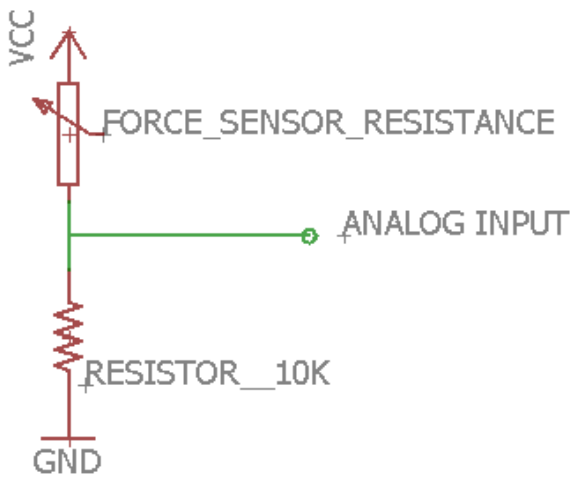 VCC
FORCE_SENSOR_RESISTANCE
ANALOG INPUT
RESISTOR__10K
GND